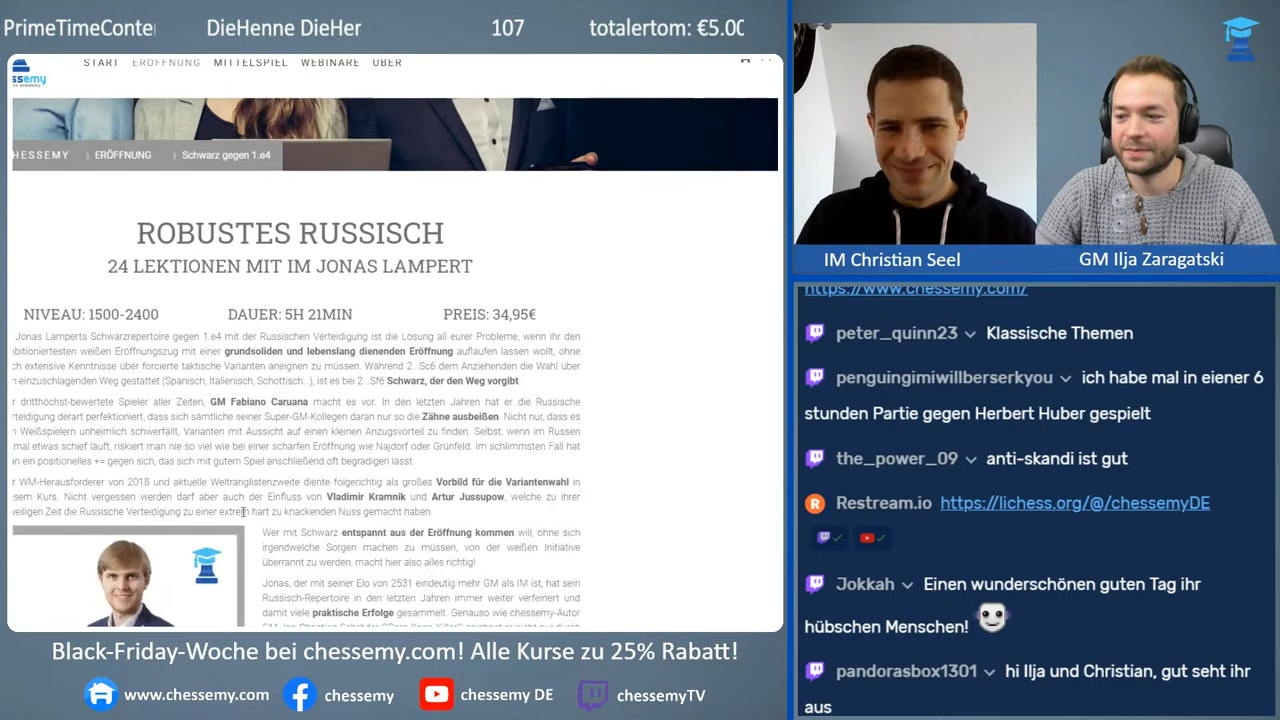 PrimeTimeConte
DieHenne DieHer
107
totalertom: €5.00
ssemy
START ERÖFFNUNG MITTELSPIEL WEBINARE ÜBER
HESSEMY ERÖFFNUNG Schwarz gegen 1.e4
ROBUSTES RUSSISCH
24 LEKTIONEN MIT IM JONAS LAMPERT
NIVEAU: 1500-2400 DAUER: 5H 21MIN PREIS: 34,95€
Jonas Lamperts Schwarzrepertoire gegen 1.e4 mit der Russischen Verteidigung ist die Lösung all eurer Probleme, wenn ihr den
mbitioniertesten weißen Eröffnungszug mit einer grundsoliden und lebenslang dienenden Eröffnung auflaufen lassen wollt, ohne
ch extensive Kenntnisse über forcierte taktische Varianten aneignen zu müssen. Während 2...Sc6 dem Anziehenden die Wahl über
n einzuschlagenden Weg gestattet (Spanisch, Italienisch, Schottisch...), ist es bei 2...Sf6 Schwarz, der den Weg vorgibt.
r dritthöchst-bewertete Spieler aller Zeiten, GM Fabiano Caruana macht es vor. In den letzten Jahren hat er die Russische
rteidigung derart perfektioniert, dass sich sämtliche seiner Super-GM-Kollegen daran nur so die Zähne ausbeißen. Nicht nur, dass es
n Weißspielern unheimlich schwerfällt, Varianten mit Aussicht auf einen kleinen Anzugsvorteil zu finden. Selbst, wenn im Russen
mal etwas schief läuft, riskiert man nie so viel wie bei einer scharfen Eröffnung wie Najdorf oder Grünfeld. Im schlimmsten Fall hat
n ein positionelles += gegen sich, das sich mit gutem Spiel anschließend oft begradigen lässt.
r WM-Herausforderer von 2018 und aktuelle Weltranglistenzweite diente folgerichtig als großes Vorbild für die Variantenwahl in
esem Kurs. Nicht vergessen werden darf aber auch der Einfluss von Vladimir Kramnik und Artur Jussupow, welche zu ihrer
weiligen Zeit die Russische Verteidigung zu einer extrem hart zu knackenden Nuss gemacht haben.
Wer mit Schwarz entspannt aus der Eröffnung kommen will, ohne sich
irgendwelche Sorgen machen zu müssen, von der weißen Initiative
überrannt zu werden, macht hier also alles richtig!
Jonas, der mit seiner Elo von 2531 eindeutig mehr GM als IM ist, hat sein
Russisch-Repertoire in den letzten Jahren immer weiter verfeinert und
damit viele praktische Erfolge gesammelt. Genauso wie chessemy-Autor
IM Christian Seel
GM Ilja Zaragatski
https://www.chessemy.com/
peter_quinn23 Klassische Themen
penguingimiwillberserkyou ich habe mal in eiener 6
stunden Partie gegen Herbert Huber gespielt
the_power_09 anti-skandi ist gut
Restream.io https://lichess.org/@/chessemyDE
Jokkah Einen wunderschönen guten Tag ihr
hübschen Menschen!
pandorasbox1301 hi Ilja und Christian, gut seht ihr
aus
Black-Friday-Woche bei chessemy.com! Alle Kurse zu 25% Rabatt!
www.chessemy.com chessemy chessemy DE chessemyTV